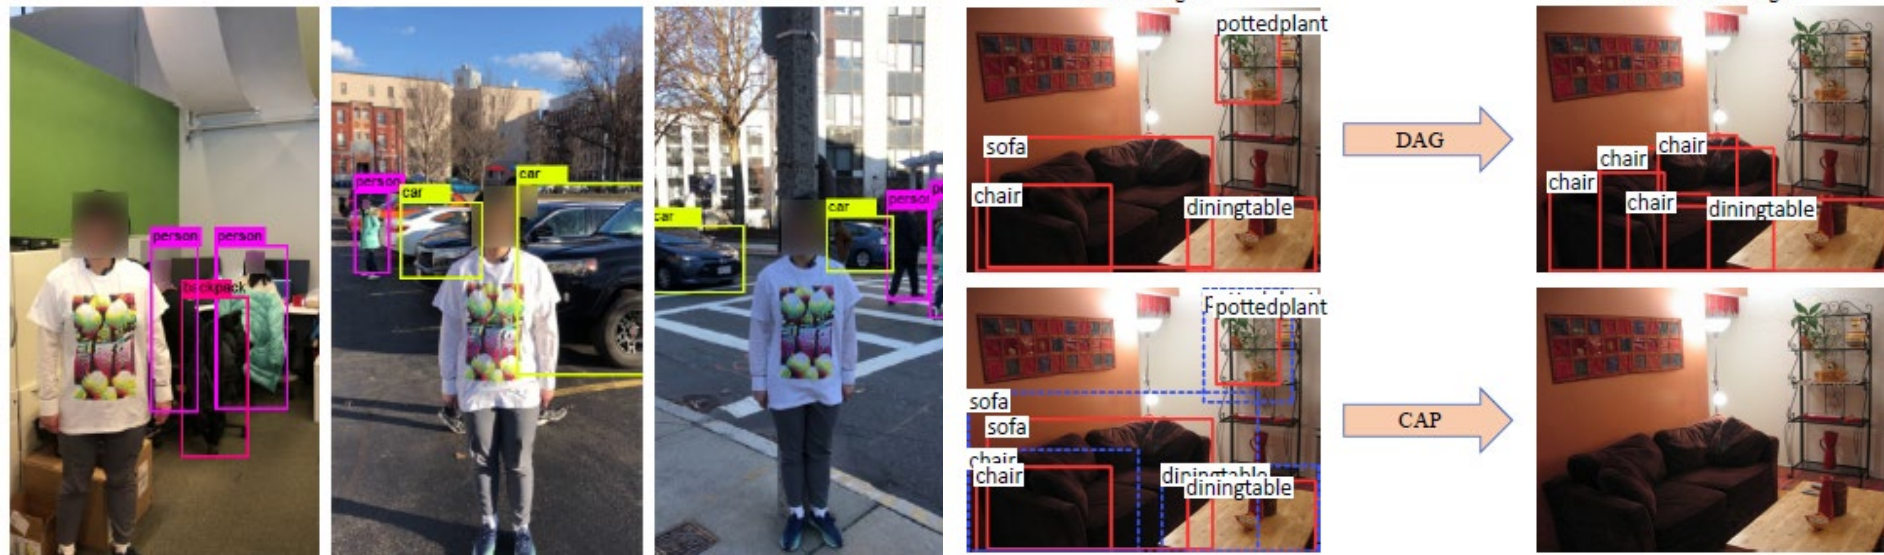 person
person
backpack
person
car
car
car
car
person
pottedplant
sofa
chair
diningtable
DAG
chair
chair
chair
chair
diningtable
pottedplant
sofa
sofa
chair
chair
diningtable
diningtable
CAP